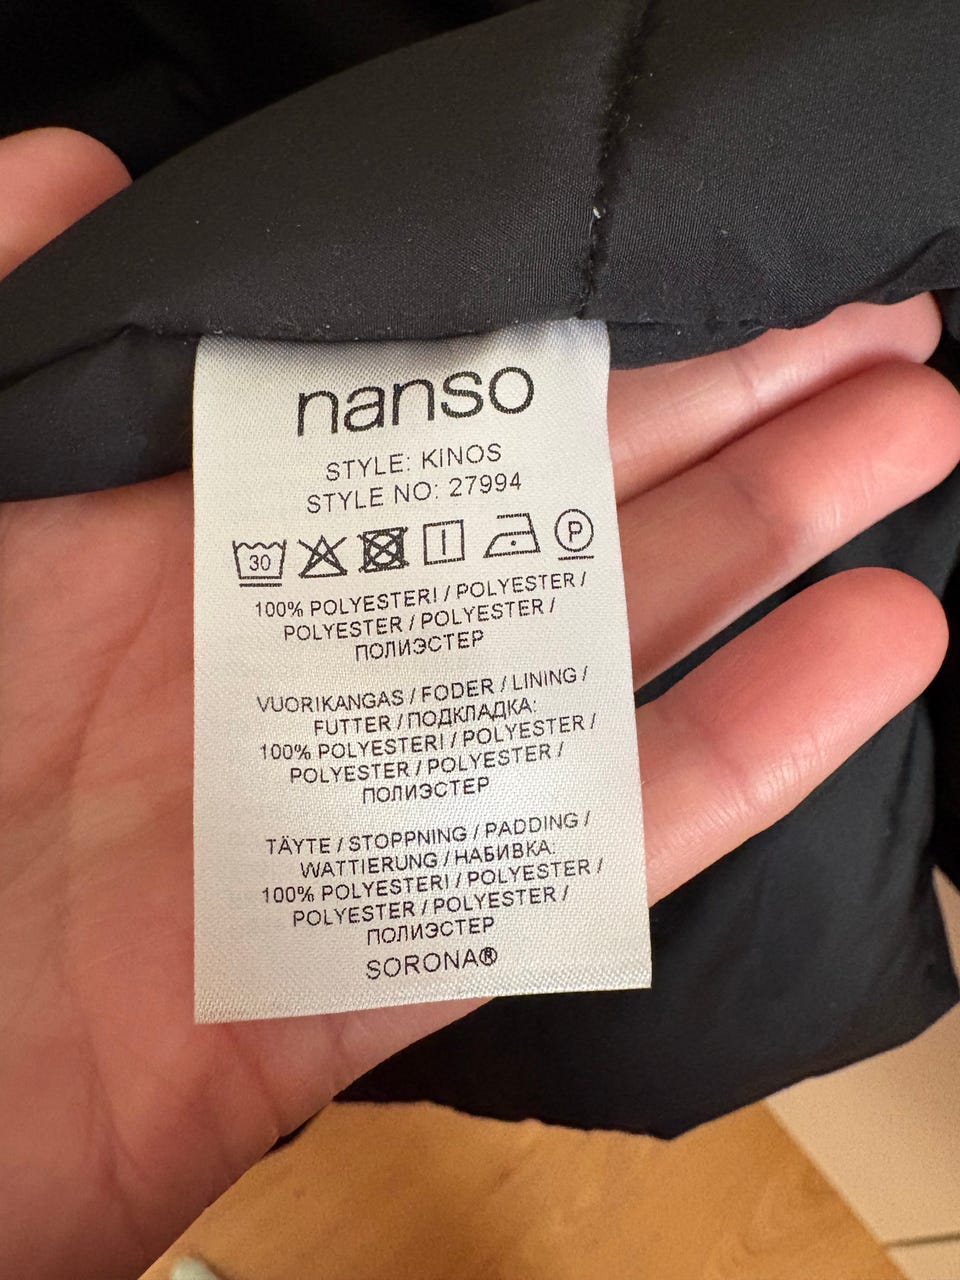 nanso
STYLE: KINOS
STYLE NO: 27994
30 P
100% POLYESTERI / POLYESTER /
POLYESTER / POLYESTER /
ПОЛИЭСТЕР
VUORIKANGAS / FODER / LINING /
FUTTER / ПОДКЛАДКА:
100% POLYESTERI / POLYESTER /
POLYESTER / POLYESTER /
ПОЛИЭСТЕР
TÄYTE / STOPPNING / PADDING /
WATTIERUNG / НАБИВКА:
100% POLYESTERI / POLYESTER /
POLYESTER / POLYESTER /
ПОЛИЭСТЕР
SORONA®